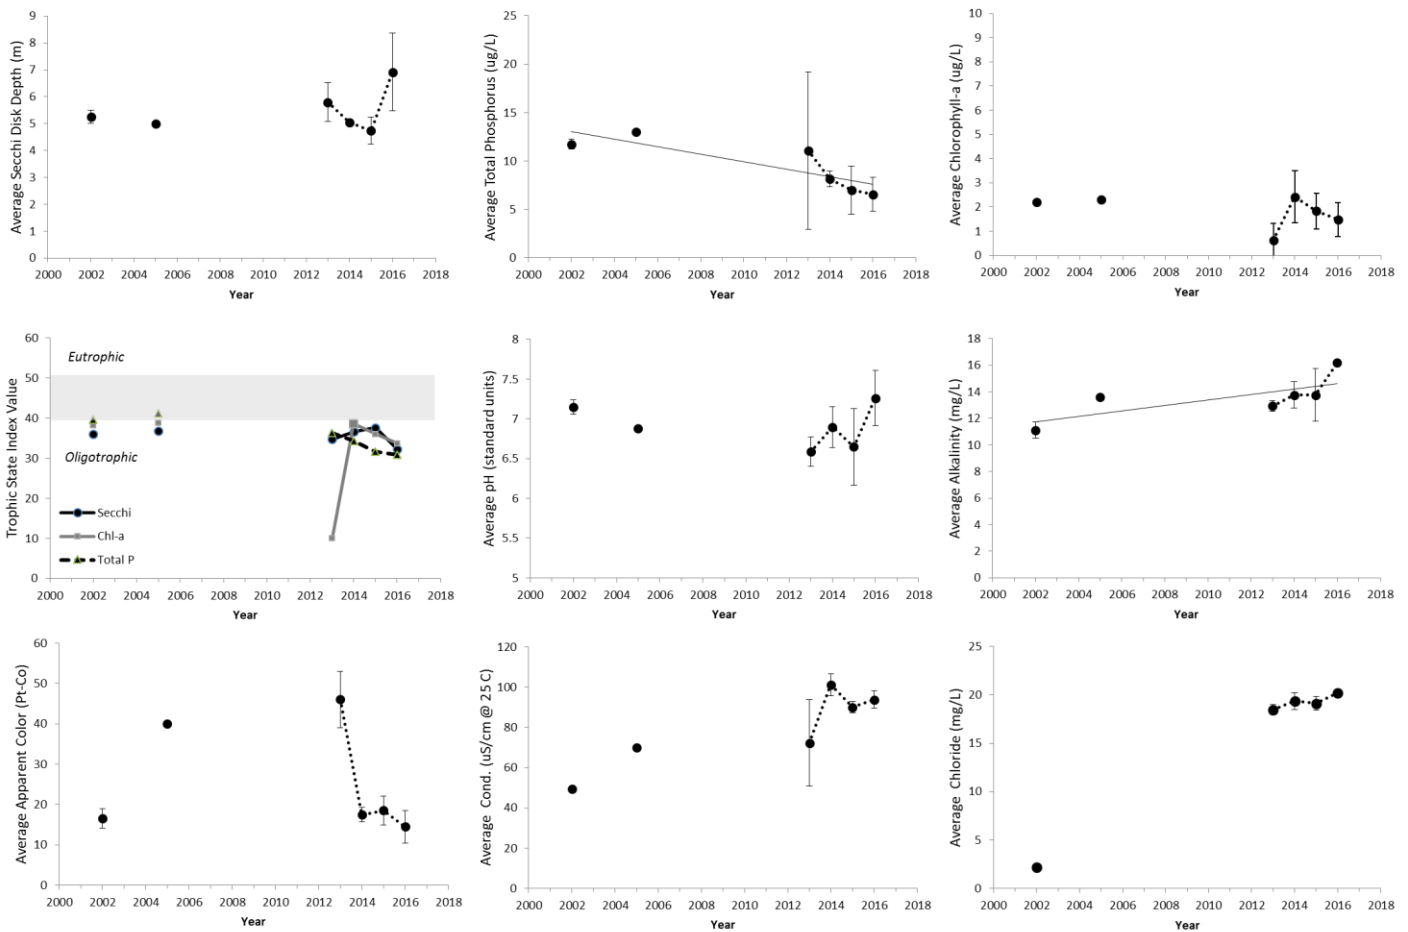 Average Secchi Disk Depth (m)
9
8
7
6
5
4
3
2
1
0
2000 2002 2004 2006 2008 2010 2012 2014 2016 2018
Year
Average Total Phosphorus (ug/L)
25
20
15
10
5
0
2000 2002 2004 2006 2008 2010 2012 2014 2016 2018
Year
Average Chlorophyll-a (ug/L)
10
9
8
7
6
5
4
3
2
1
0
2000 2002 2004 2006 2008 2010 2012 2014 2016 2018
Year
Trophic State Index Value
60
50
40
30
20
10
0
Eutrophic
Oligotrophic
Secchi
Chl-a
Total P
2000 2002 2004 2006 2008 2010 2012 2014 2016 2018
Year
Average pH (standard units)
8
7.5
7
6.5
6
5.5
5
2000 2002 2004 2006 2008 2010 2012 2014 2016 2018
Year
Average Alkalinity (mg/L)
18
16
14
12
10
8
6
4
2
0
2000 2002 2004 2006 2008 2010 2012 2014 2016 2018
Year
Average Apparent Color (Pt-Co)
60
50
40
30
20
10
0
2000 2002 2004 2006 2008 2010 2012 2014 2016 2018
Year
Average Cond. (uS/cm @ 25 C)
120
100
80
60
40
20
0
2000 2002 2004 2006 2008 2010 2012 2014 2016 2018
Year
Average Chloride (mg/L)
25
20
15
10
5
0
2000 2002 2004 2006 2008 2010 2012 2014 2016 2018
Year